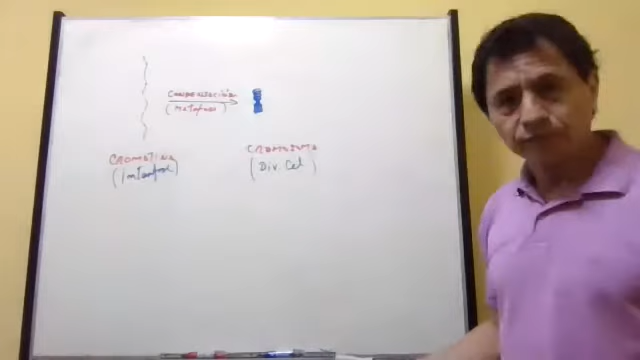 CONDENSACIÓN
(Metafase)
CROMATINA
(Interfase)
CROMOSOMA
(Div. Cel)